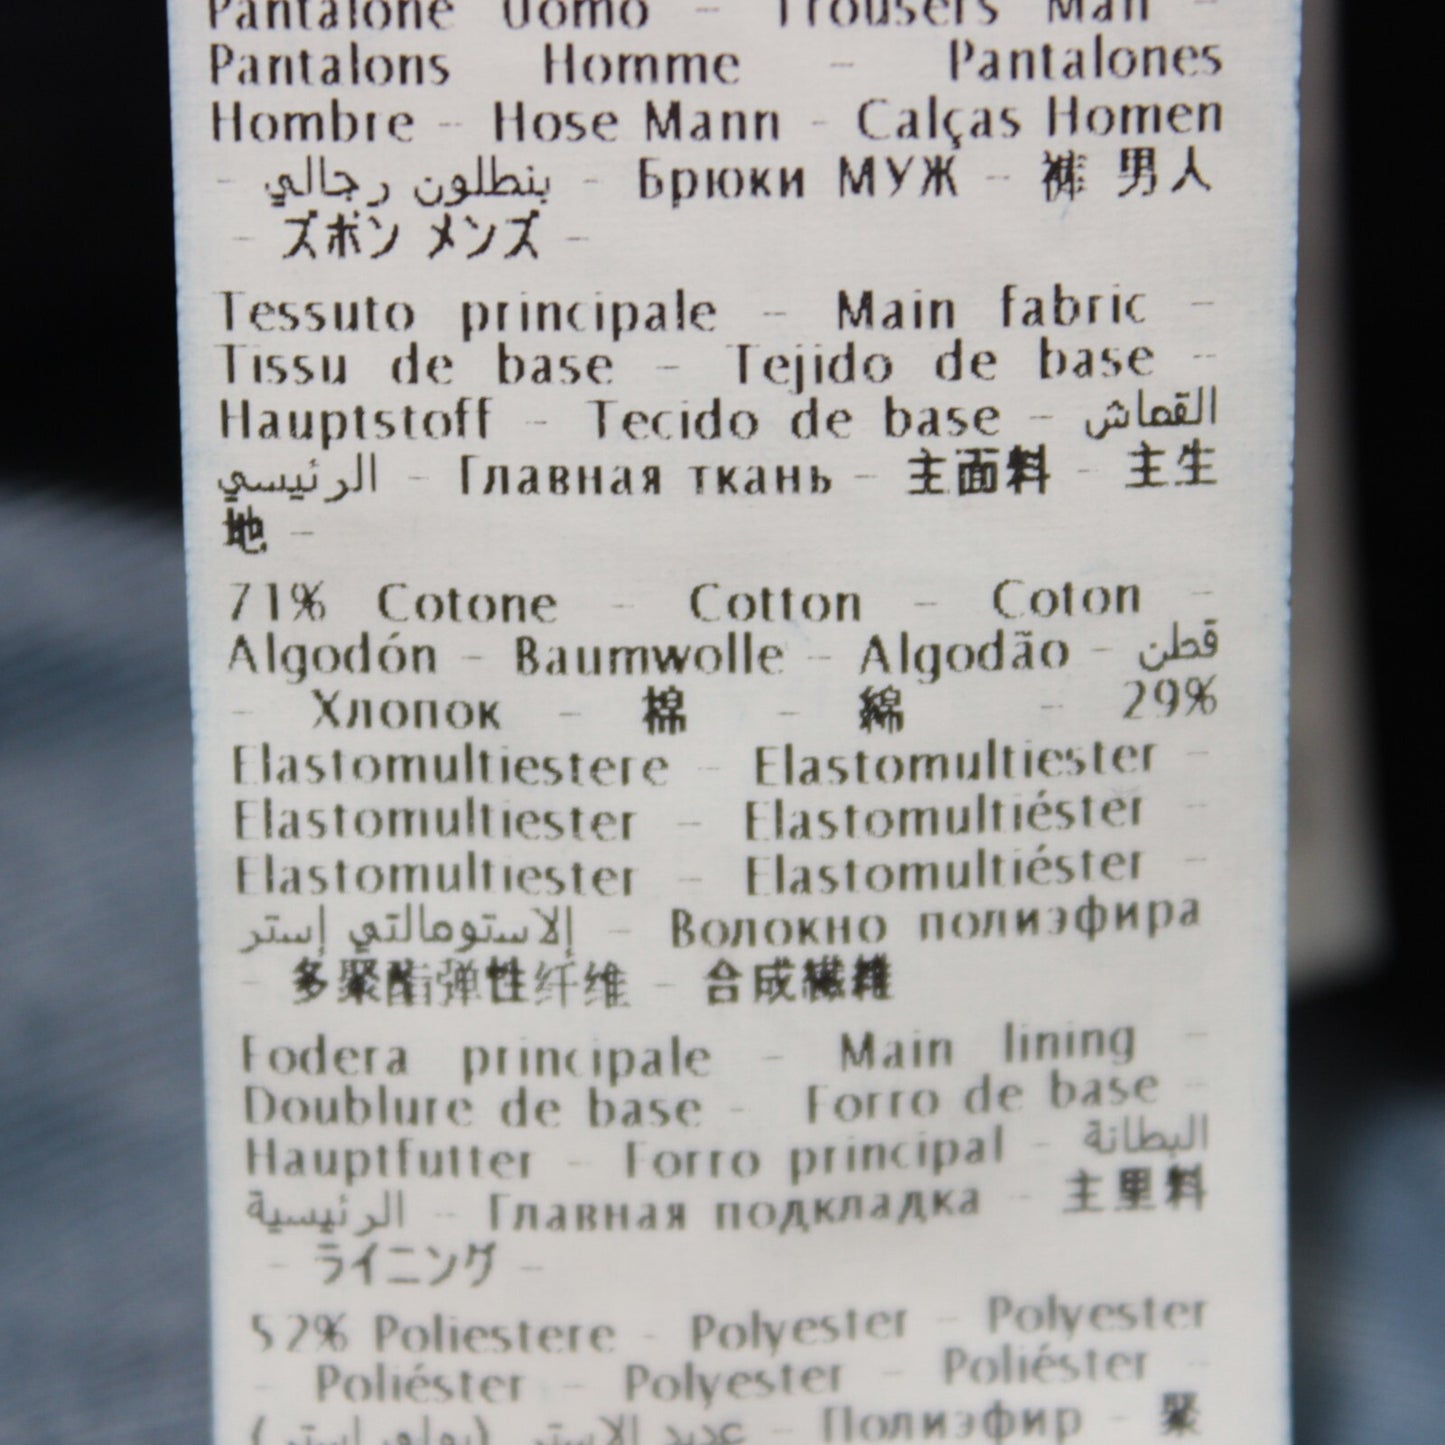 Pantalone Uomo - Trousers Man -
Pantalons Homme - Pantalones
Hombre - Hose Mann - Calças Homen
- بنطلون رجالي - Брюки МУЖ - 裤 男人
- ズボン メンズ -
Tessuto principale - Main fabric -
Tissu de base - Tejido de base -
Hauptstoff - Tecido de base - القماش
الرئيسي - Главная ткань - 主面料 - 主生
地 -
71% Cotone - Cotton - Coton -
Algodón - Baumwolle - Algodão - قطن
- Хлопок - 棉 - 綿 - 29%
Elastomultiestere - Elastomultiester -
Elastomultiester - Elastomultiéster -
Elastomultiester - Elastomultiéster -
إلاستومالتي إستر - Волокно полиэфира
- 多聚酯弹性纤维 - 合成繊維
Fodera principale - Main lining -
Doublure de base - Forro de base -
Hauptfutter - Forro principal - البطانة
الرئيسية - Главная подкладка - 主里料
- ライニング -
52% Poliestere - Polyester - Polyester
- Poliéster - Polyester - Poliéster -
عديد الاستر (بولي استر) - Полиэфир - 聚